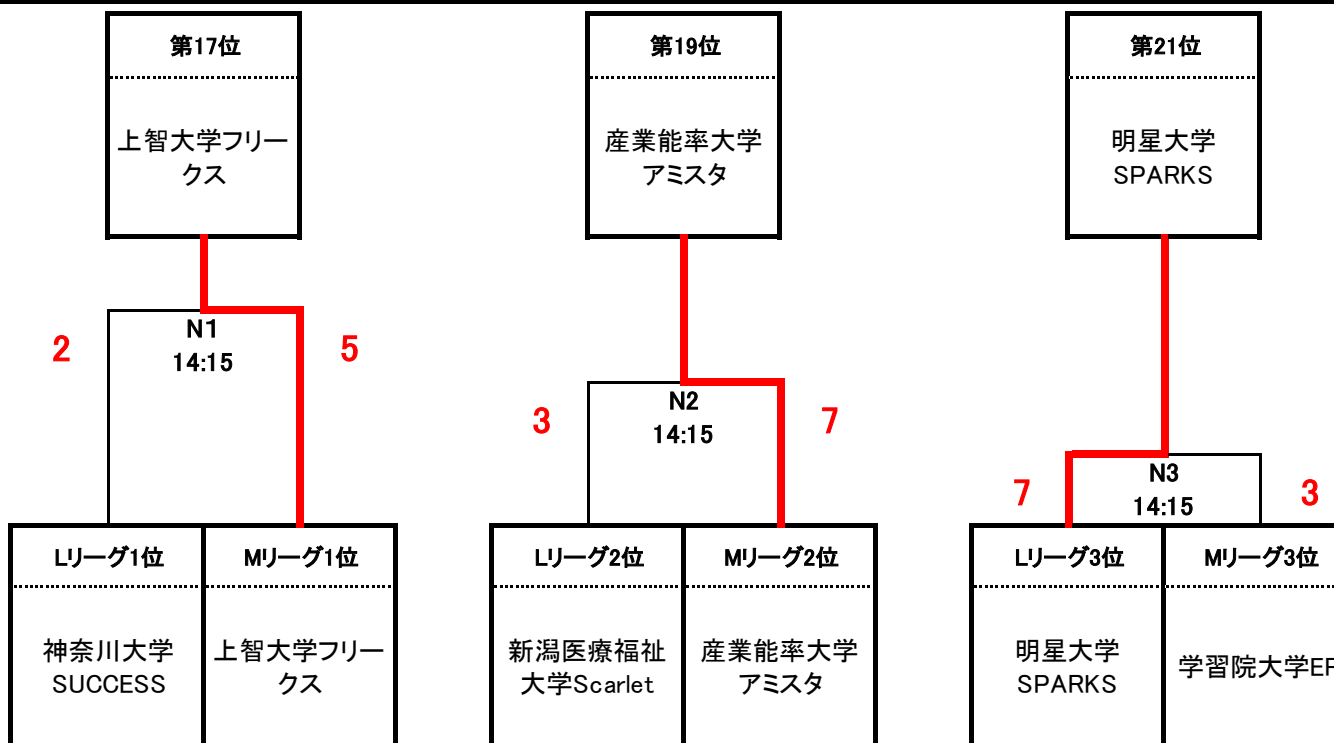 第17位
上智大学フリー
クス
第19位
産業能率大学
アミスタ
第21位
明星大学
SPARKS
2
N1
14:15
5
3
N2
14:15
7
7
N3
14:15
3
Lリーグ1位
Mリーグ1位
Lリーグ2位
Mリーグ2位
Lリーグ3位
Mリーグ3位
神奈川大学
SUCCESS
上智大学フリー
クス
新潟医療福祉
大学Scarlet
産業能率大学
アミスタ
明星大学
SPARKS
学習院大学